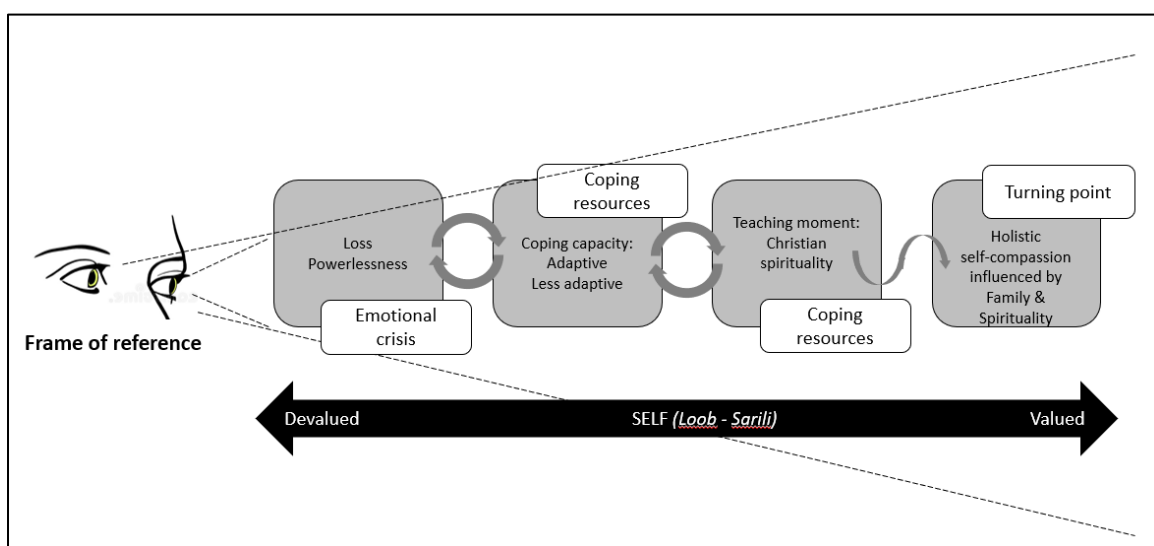 Frame of reference
Loss
Powerlessness
Emotional
crisis
Coping
resources
Coping capacity:
Adaptive
Less adaptive
Teaching moment:
Christian
spirituality
Coping
resources
Turning point
Holistic
self-compassion
influenced by
Family &
Spirituality
Devalued
SELF (Loob - Sarili)
Valued